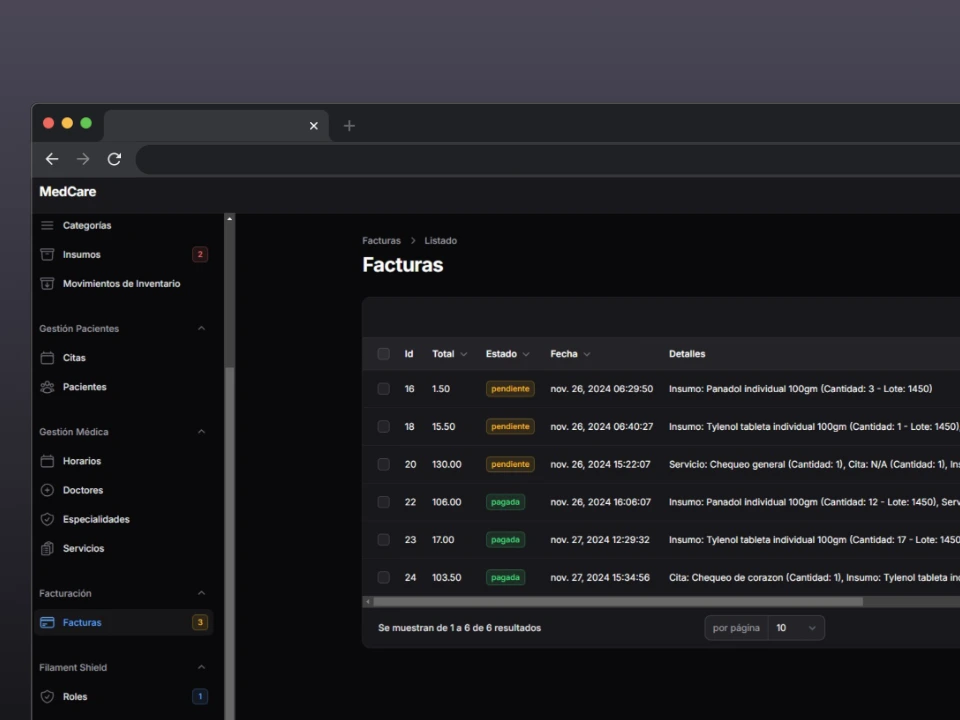 MedCare
Categorías
Insumos 2
Movimientos de Inventario
Gestión Pacientes
Citas
Pacientes
Gestión Médica
Horarios
Doctores
Especialidades
Servicios
Facturación
Facturas 3
Filament Shield
Roles 1
Facturas > Listado
Facturas
Id Total Estado Fecha Detalles
16 1.50 pendiente nov. 26, 2024 06:29:50 Insumo: Panadol individual 100gm (Cantidad: 3 - Lote: 1450)
18 15.50 pendiente nov. 26, 2024 06:40:27 Insumo: Tylenol tableta individual 100gm (Cantidad: 1 - Lote: 1450),
20 130.00 pendiente nov. 26, 2024 15:22:07 Servicio: Chequeo general (Cantidad: 1), Cita: N/A (Cantidad: 1), Ins
22 106.00 pagada nov. 26, 2024 16:06:07 Insumo: Panadol individual 100gm (Cantidad: 12 - Lote: 1450), Serv
23 17.00 pagada nov. 27, 2024 12:29:32 Insumo: Tylenol tableta individual 100gm (Cantidad: 17 - Lote: 1450
24 103.50 pagada nov. 27, 2024 15:34:56 Cita: Chequeo de corazon (Cantidad: 1), Insumo: Tylenol tableta ind
Se muestran de 1 a 6 de 6 resultados
por página 10